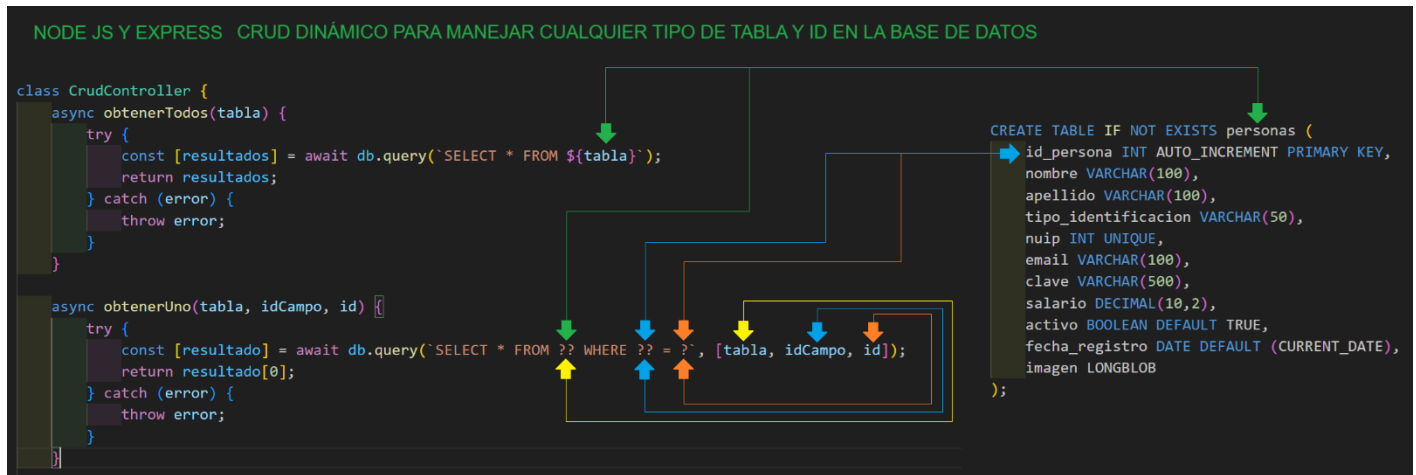 NODE JS Y EXPRESS   CRUD DINÁMICO PARA MANEJAR CUALQUIER TIPO DE TABLA Y ID EN LA BASE DE DATOS
class CrudController {
    async obtenerTodos(tabla) {
        try {
            const [resultados] = await db.query(`SELECT * FROM ${tabla}`);
            return resultados;
        } catch (error) {
            throw error;
        }
    }
    async obtenerUno(tabla, idCampo, id) {
        try {
            const [resultado] = await db.query(`SELECT * FROM ?? WHERE ?? = ?`, [tabla, idCampo, id]);
            return resultado[0];
        } catch (error) {
            throw error;
        }
    }
CREATE TABLE IF NOT EXISTS personas (
    id_persona INT AUTO_INCREMENT PRIMARY KEY,
    nombre VARCHAR(100),
    apellido VARCHAR(100),
    tipo_identificacion VARCHAR(50),
    nuip INT UNIQUE,
    email VARCHAR(100),
    clave VARCHAR(500),
    salario DECIMAL(10,2),
    activo BOOLEAN DEFAULT TRUE,
    fecha_registro DATE DEFAULT (CURRENT_DATE),
    imagen LONGBLOB
);